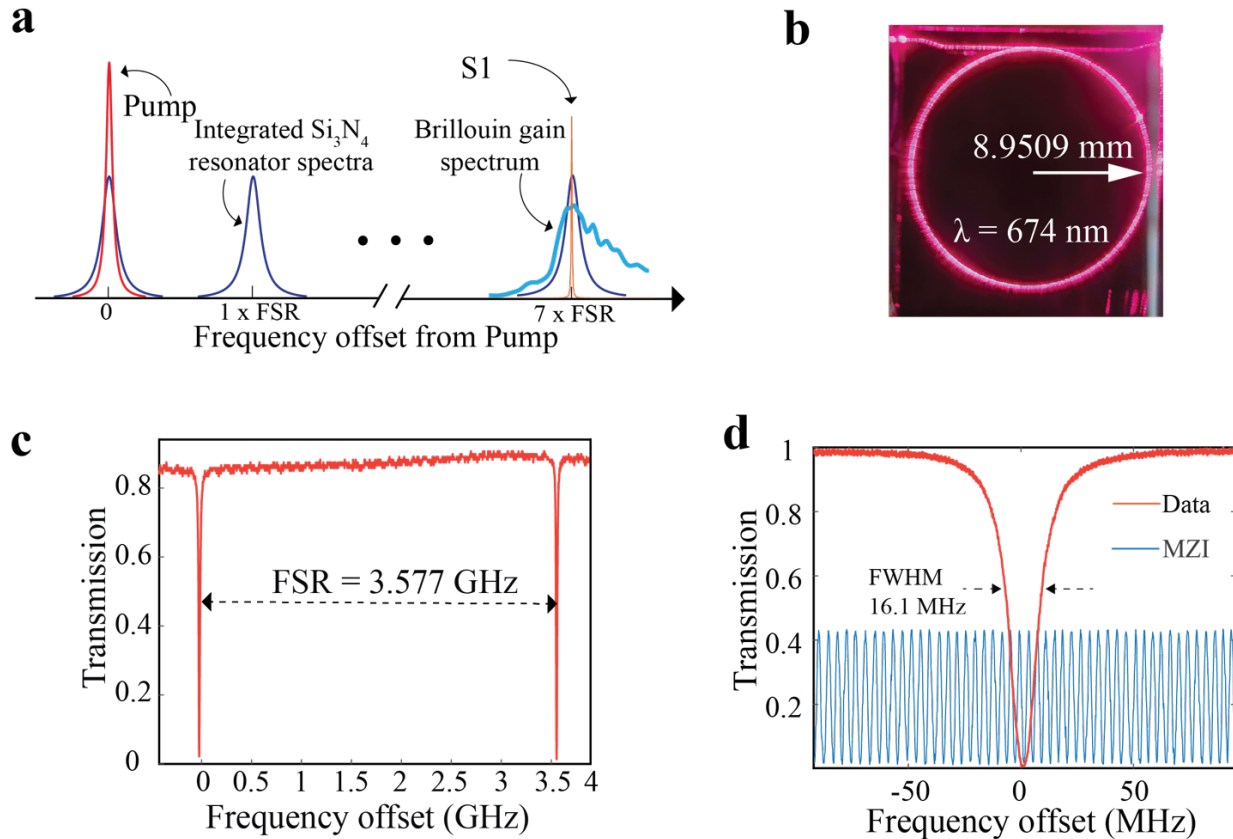 a
Pump
Integrated Si₃N₄
resonator spectra
S1
Brillouin gain
spectrum
0
1 x FSR
7 x FSR
Frequency offset from Pump
b
8.9509 mm
λ = 674 nm
c
Transmission
0.8
0.6
0.4
0.2
0
FSR = 3.577 GHz
0
0.5
1
1.5
2
2.5
3
3.5
4
Frequency offset (GHz)
d
Transmission
1
0.8
0.6
0.4
0.2
Data
MZI
FWHM
16.1 MHz
-50
0
50
Frequency offset (MHz)